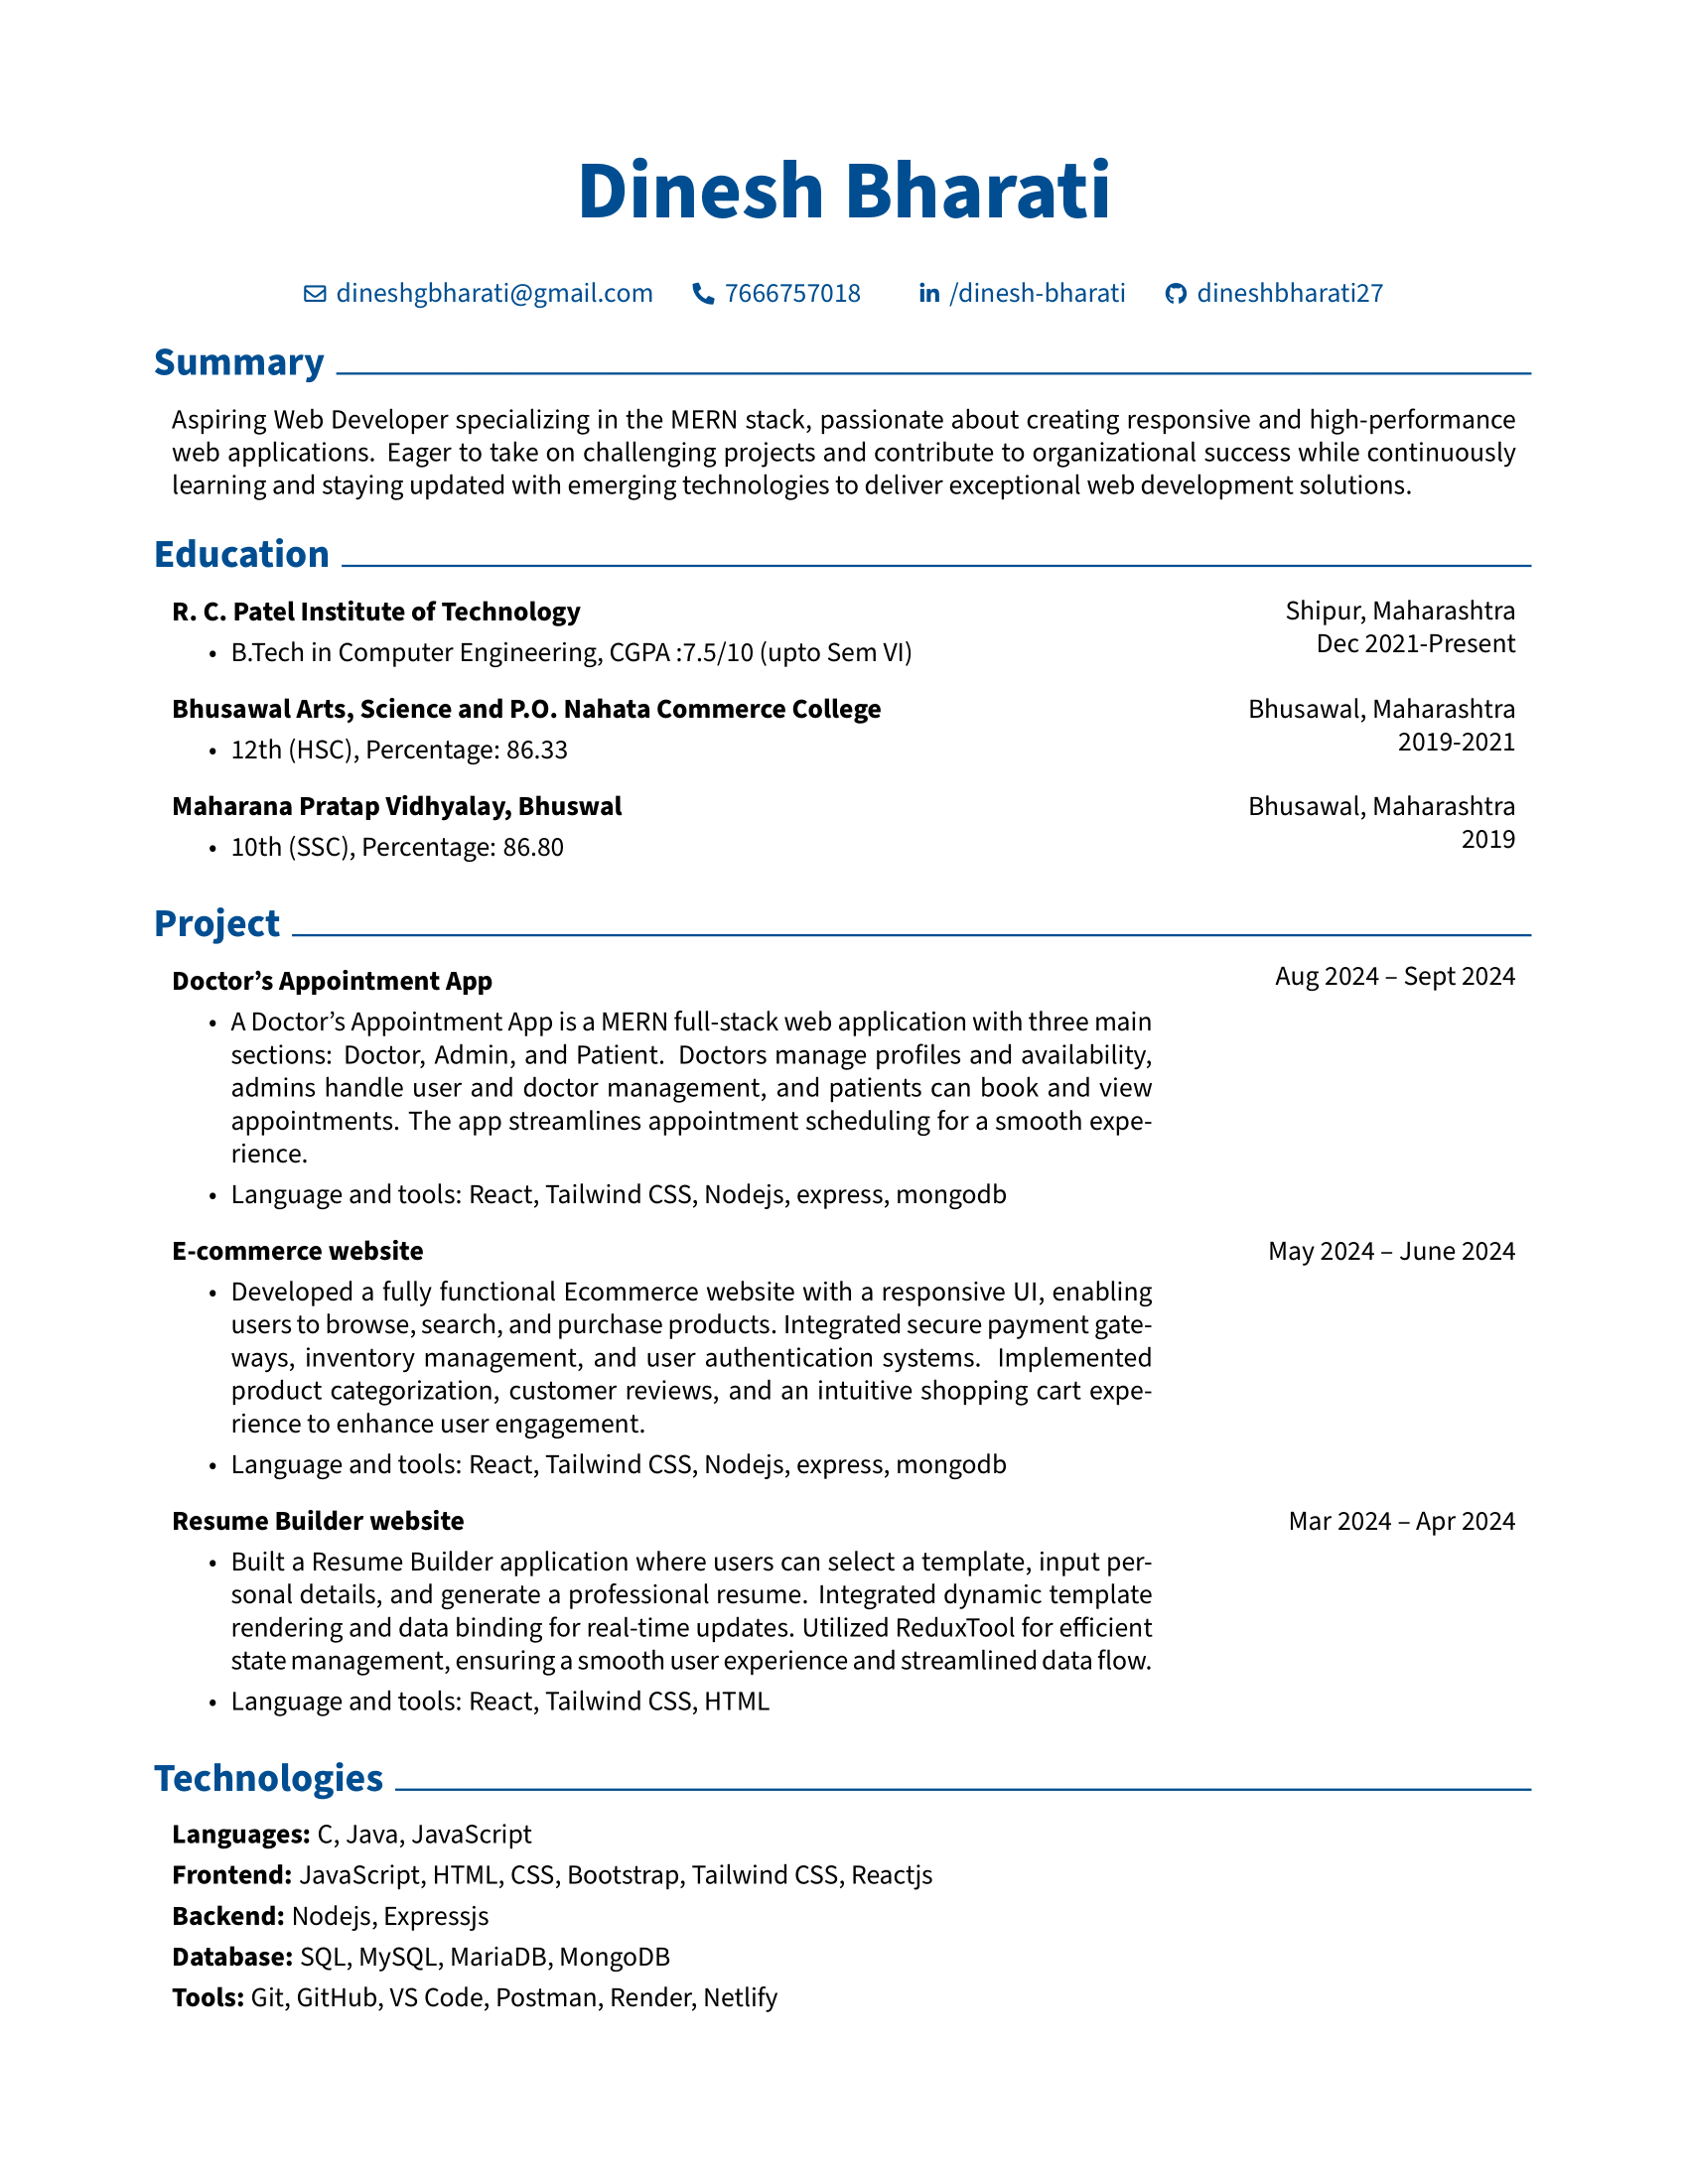 Dinesh Bharati
dineshgbharati@gmail.com 7666757018 /dinesh-bharati dineshbharati27
Summary
Aspiring Web Developer specializing in the MERN stack, passionate about creating responsive and high-performance
web applications. Eager to take on challenging projects and contribute to organizational success while continuously
learning and staying updated with emerging technologies to deliver exceptional web development solutions.
Education
R. C. Patel Institute of Technology Shipur, Maharashtra
• B.Tech in Computer Engineering, CGPA :7.5/10 (upto Sem VI) Dec 2021-Present
Bhusawal Arts, Science and P.O. Nahata Commerce College Bhusawal, Maharashtra
• 12th (HSC), Percentage: 86.33 2019-2021
Maharana Pratap Vidhyalay, Bhuswal Bhusawal, Maharashtra
• 10th (SSC), Percentage: 86.80 2019
Project
Doctor’s Appointment App Aug 2024 – Sept 2024
• A Doctor’s Appointment App is a MERN full-stack web application with three main
sections: Doctor, Admin, and Patient. Doctors manage profiles and availability,
admins handle user and doctor management, and patients can book and view
appointments. The app streamlines appointment scheduling for a smooth expe-
rience.
• Language and tools: React, Tailwind CSS, Nodejs, express, mongodb
E-commerce website May 2024 – June 2024
• Developed a fully functional Ecommerce website with a responsive UI, enabling
users to browse, search, and purchase products. Integrated secure payment gate-
ways, inventory management, and user authentication systems. Implemented
product categorization, customer reviews, and an intuitive shopping cart expe-
rience to enhance user engagement.
• Language and tools: React, Tailwind CSS, Nodejs, express, mongodb
Resume Builder website Mar 2024 – Apr 2024
• Built a Resume Builder application where users can select a template, input per-
sonal details, and generate a professional resume. Integrated dynamic template
rendering and data binding for real-time updates. Utilized ReduxTool for efficient
state management, ensuring a smooth user experience and streamlined data flow.
• Language and tools: React, Tailwind CSS, HTML
Technologies
Languages: C, Java, JavaScript
Frontend: JavaScript, HTML, CSS, Bootstrap, Tailwind CSS, Reactjs
Backend: Nodejs, Expressjs
Database: SQL, MySQL, MariaDB, MongoDB
Tools: Git, GitHub, VS Code, Postman, Render, Netlify